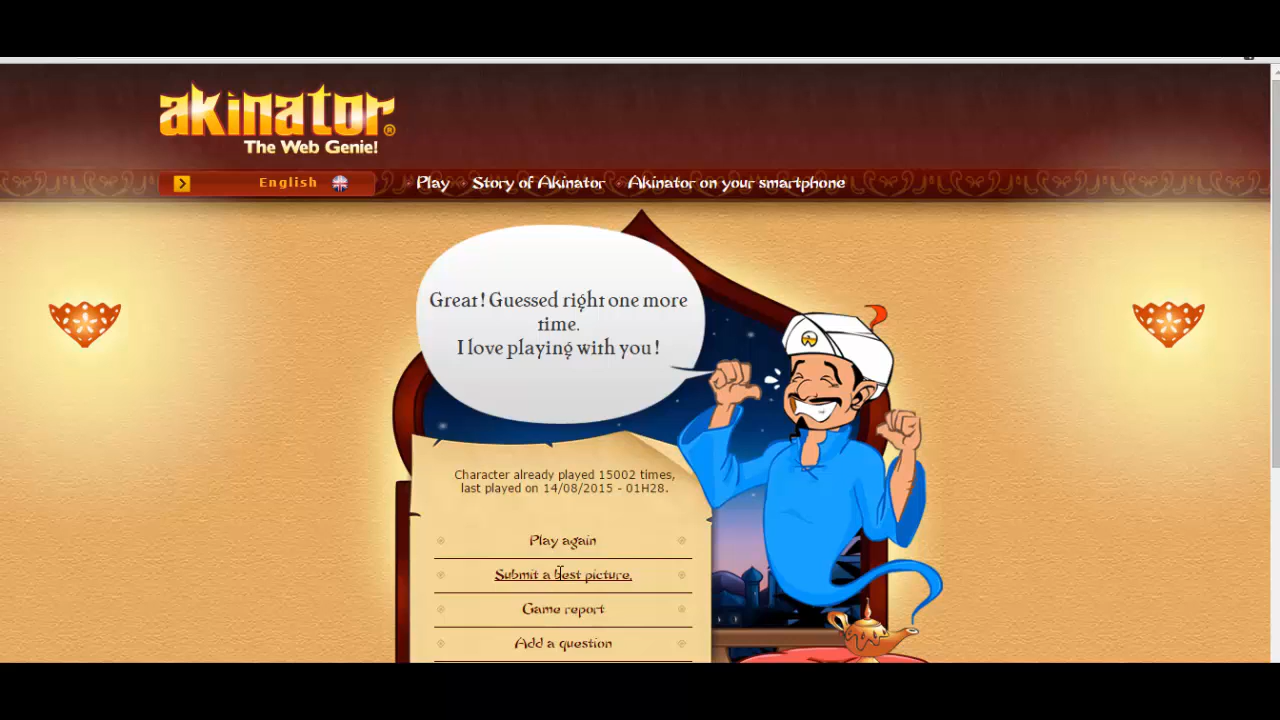 akinator®
The Web Genie!
English
Play
Story of Akinator
Akinator on your smartphone
Great! Guessed right one more
time.
I love playing with you!
Character already played 15002 times,
last played on 14/08/2015 - 01H28.
Play again
Submit a best picture.
Game report
Add a question